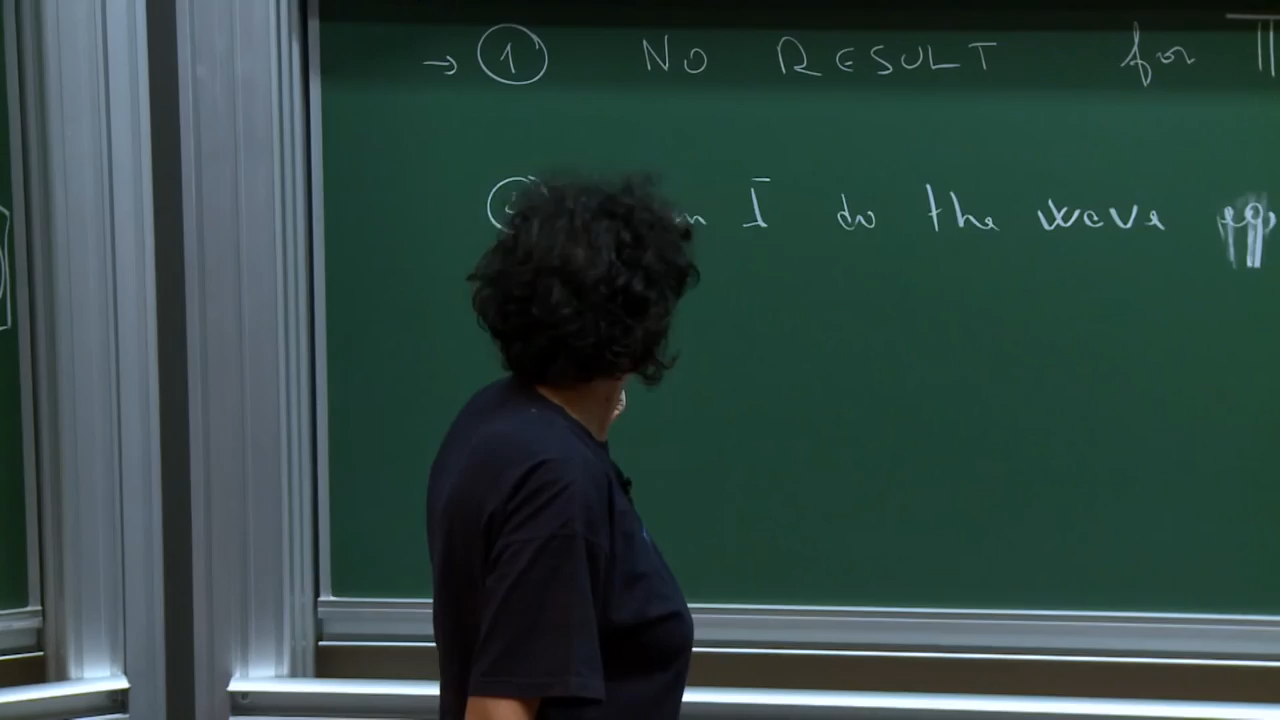 → ① NO RESULT for
I do the wave